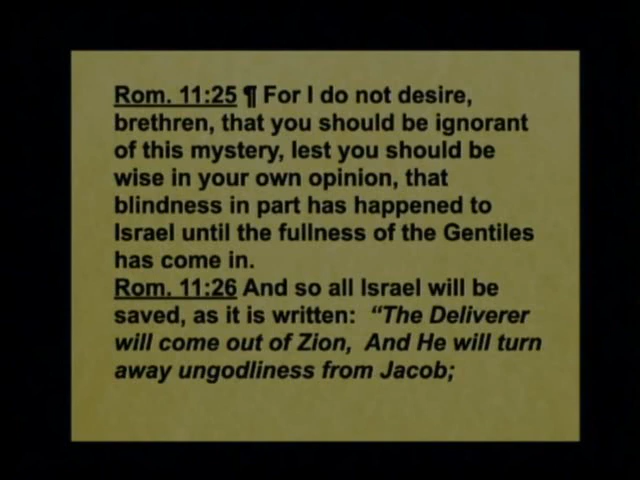 Rom. 11:25 ¶ For I do not desire,
brethren, that you should be ignorant
of this mystery, lest you should be
wise in your own opinion, that
blindness in part has happened to
Israel until the fullness of the Gentiles
has come in.
Rom. 11:26 And so all Israel will be
saved, as it is written:  “The Deliverer
will come out of Zion,  And He will turn
away ungodliness from Jacob;